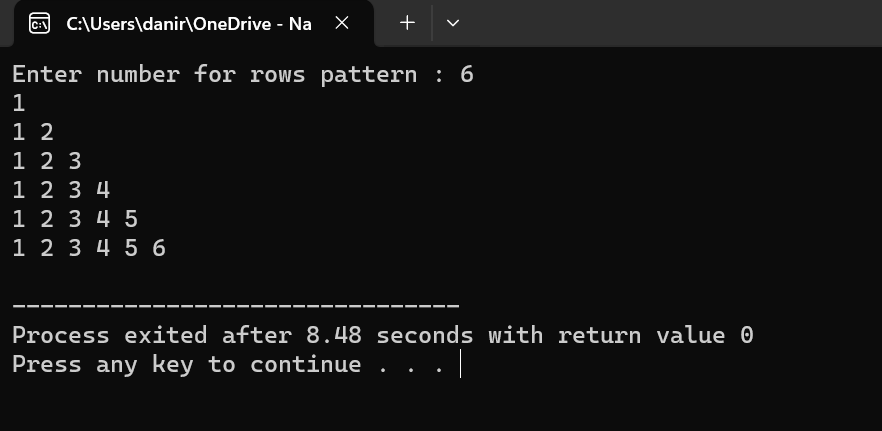 C:\Users\danir\OneDrive - Na
Enter number for rows pattern : 6
1
1 2
1 2 3
1 2 3 4
1 2 3 4 5
1 2 3 4 5 6
--------------------------------
Process exited after 8.48 seconds with return value 0
Press any key to continue . . .